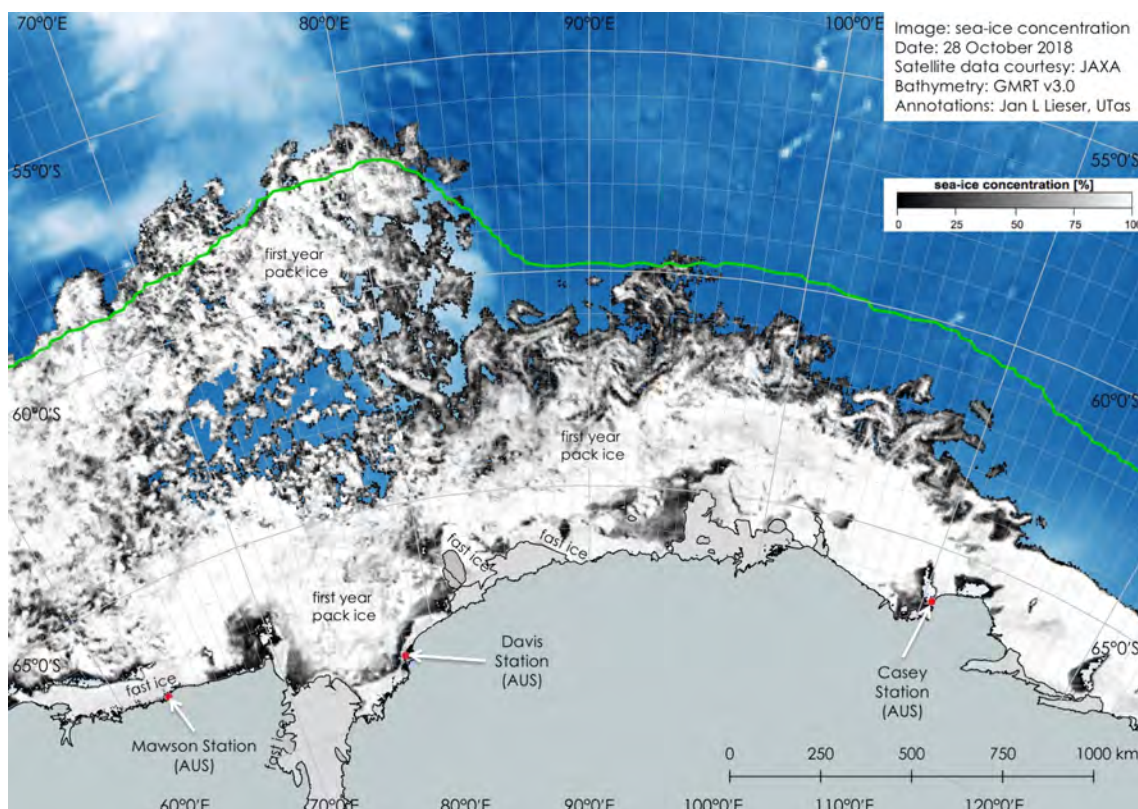 70°0'E
80°0'E
90°0'E
100°0'E
Image: sea-ice concentration
Date: 28 October 2018
Satellite data courtesy: JAXA
Bathymetry: GMRT v3.0
Annotations: Jan L Lieser, UTas
55°0'S
55°0'S
sea-ice concentration [%]
0
25
50
75
100
first year
pack ice
60°0'S
60°0'S
first year
pack ice
fast ice
fast ice
first year
pack ice
Davis
Station
(AUS)
65°0'S
65°0'S
Casey
Station
(AUS)
fast ice
Mawson Station
(AUS)
fast ice
0
250
500
750
1000 km
60°0'E
70°0'E
80°0'E
90°0'E
100°0'E
110°0'E
120°0'E